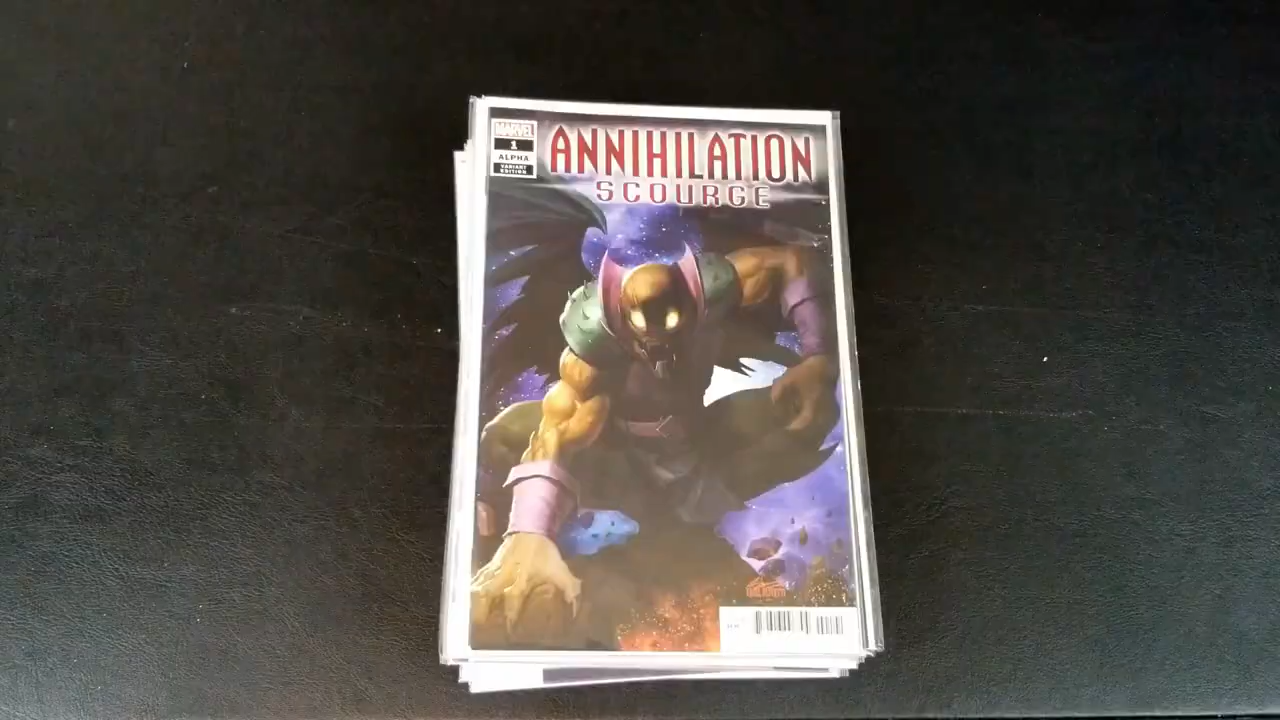 MARVEL
1
ALPHA
VARIANT
EDITION
ANNIHILATION
SCOURGE